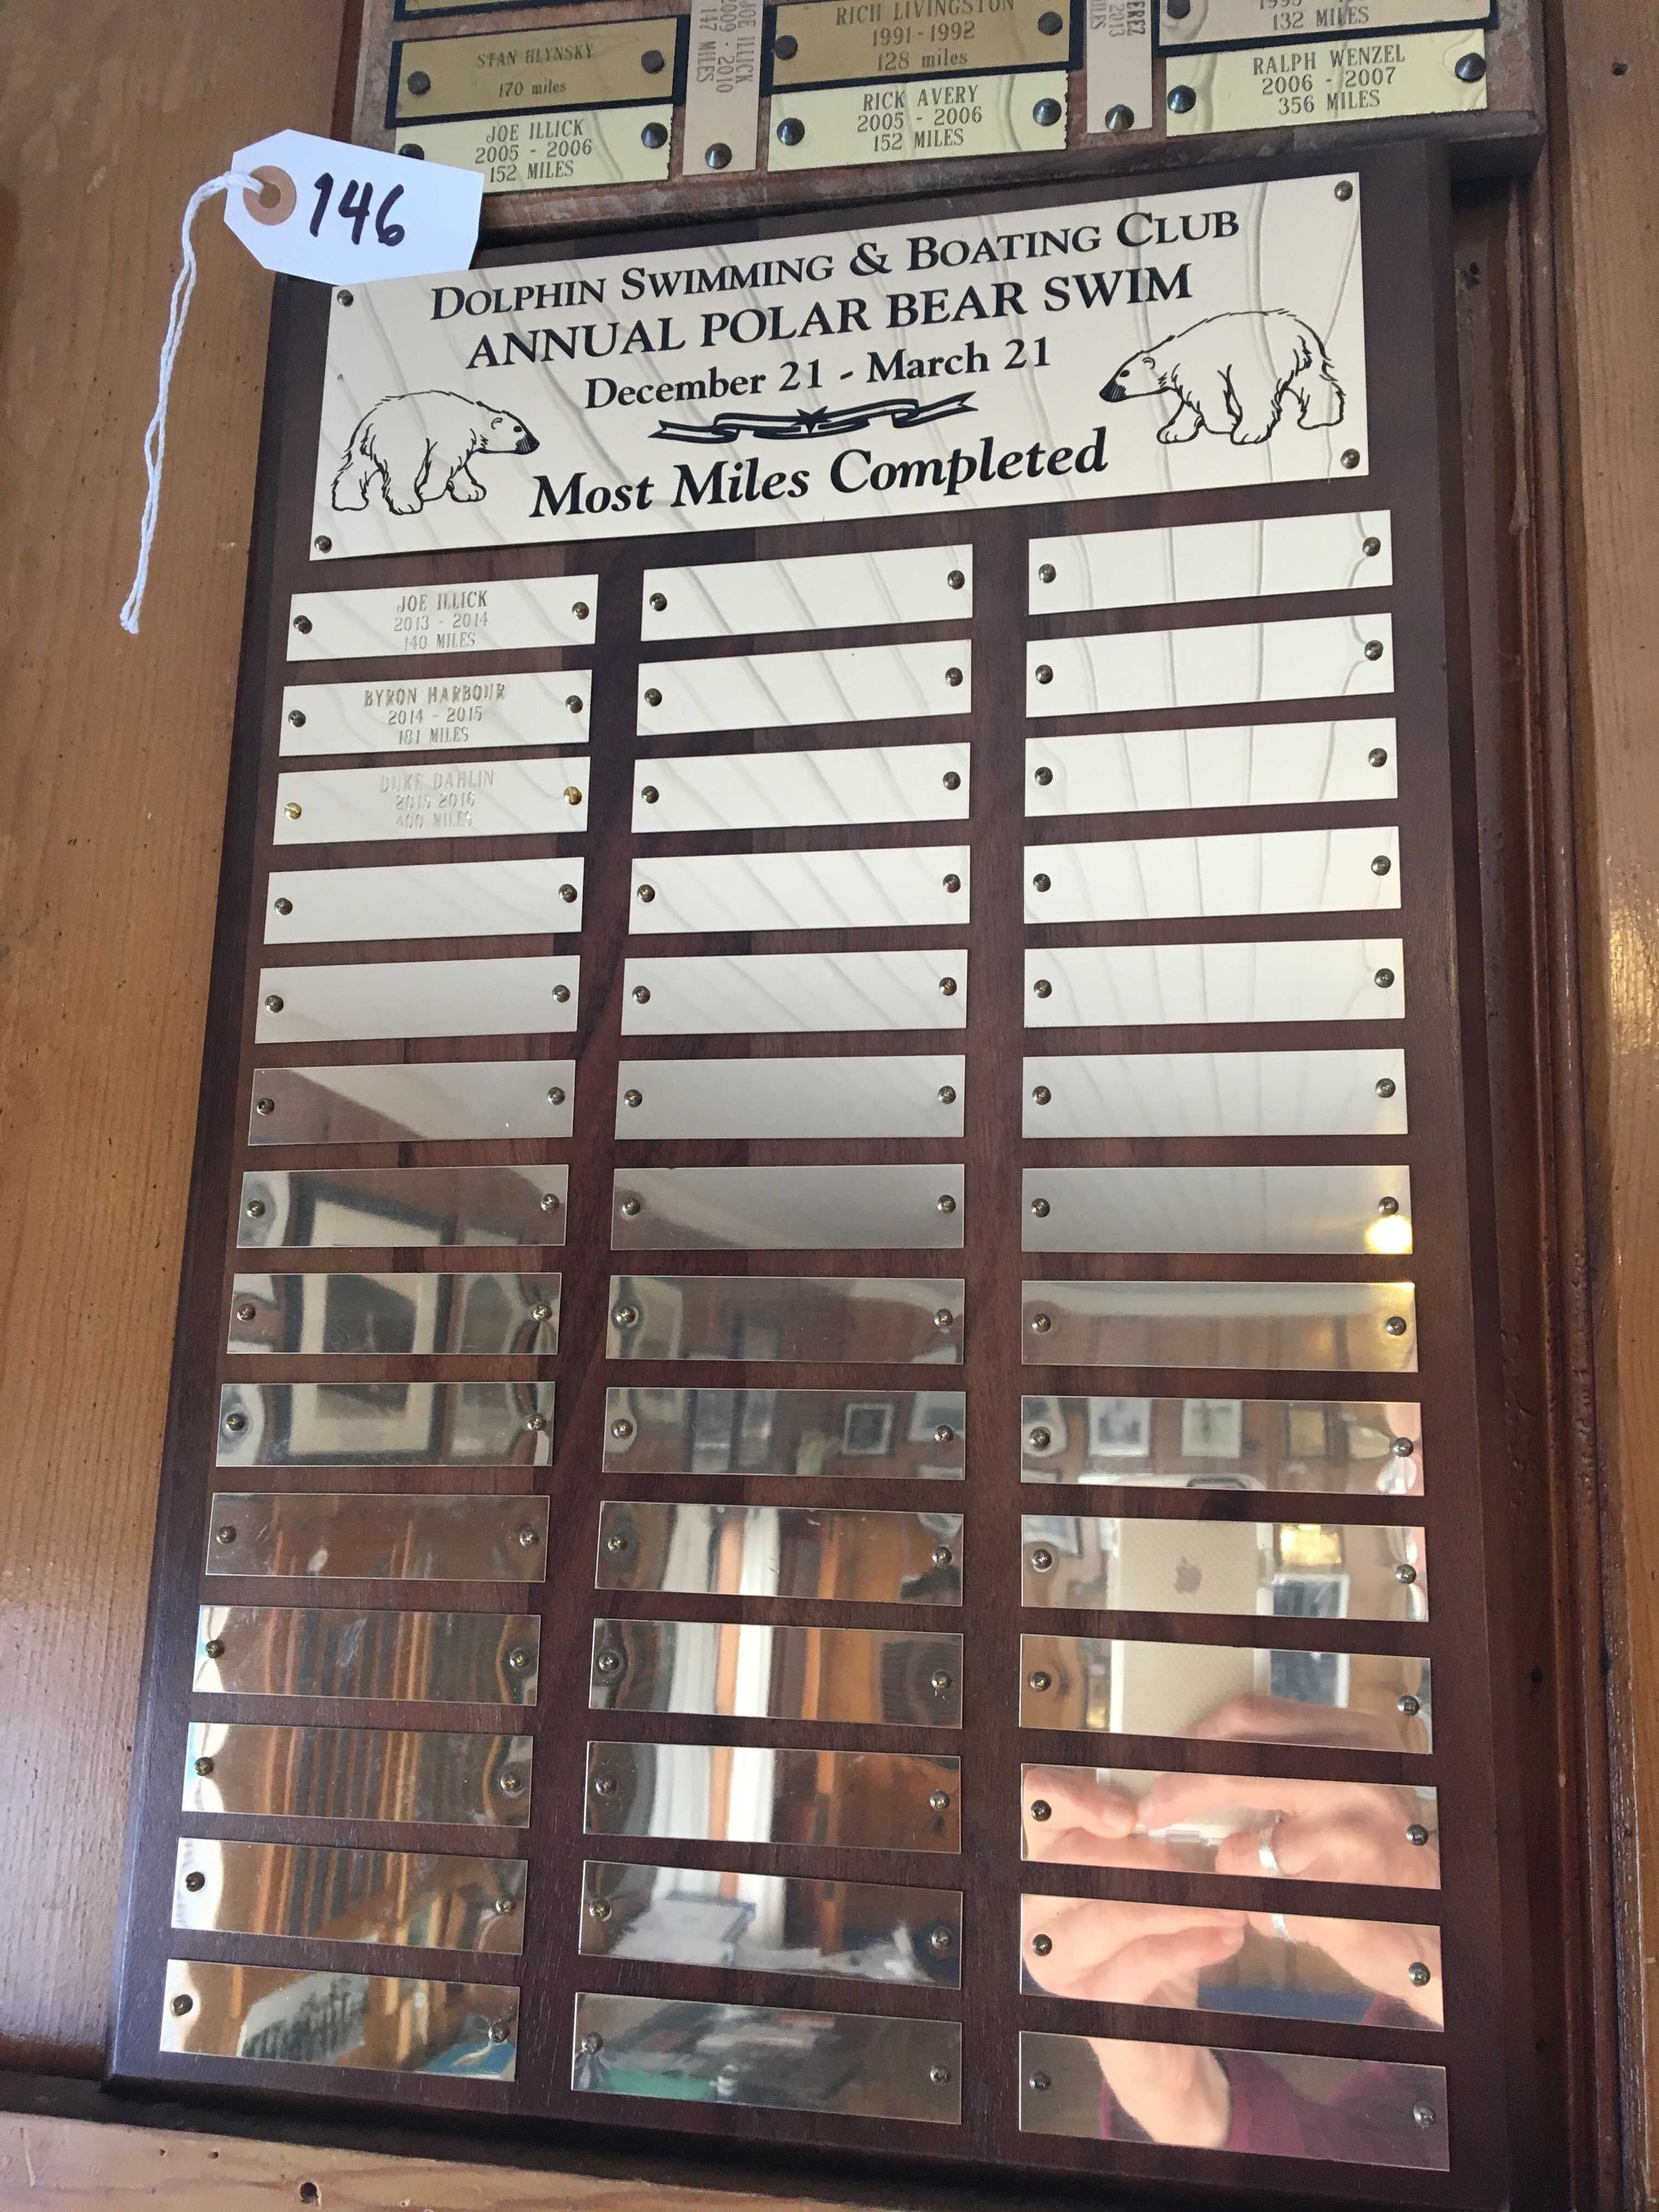 STAN HLYNSKY
170 miles
JOE ILLICK
2005 - 2006
152 MILES
JOE ILLICK
2009 - 2010
147 MILES
RICH LIVINGSTON
1991-1992
128 miles
RICK AVERY
2005 - 2006
152 MILES
2013
MILES
1995
132 MILES
RALPH WENZEL
2006 - 2007
356 MILES
146
DOLPHIN SWIMMING & BOATING CLUB
ANNUAL POLAR BEAR SWIM
December 21 - March 21
Most Miles Completed
JOE ILLICK
2013 - 2014
140 MILES
BYRON HARBOUR
2014 - 2015
181 MILES
DUKE DAHLIN
2015 2016
400 MILES